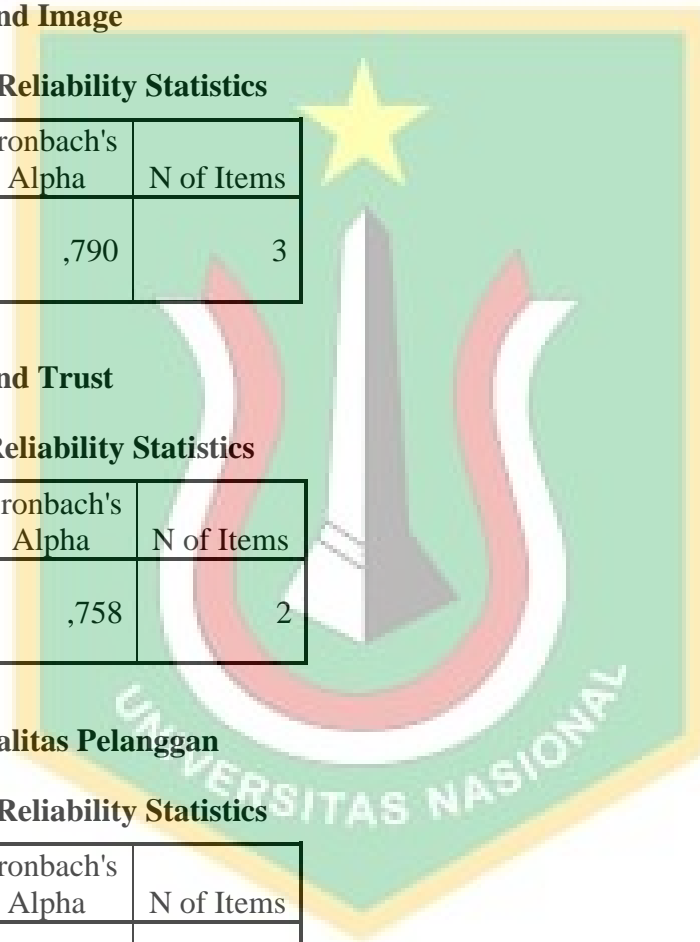 nd Image
Reliability Statistics
ronbach's
Alpha N of Items
,790 3
nd Trust
Reliability Statistics
ronbach's
Alpha N of Items
,758 2
alitas Pelanggan
Reliability Statistics
ronbach's
Alpha N of Items
UNIVERSITAS NASIONAL